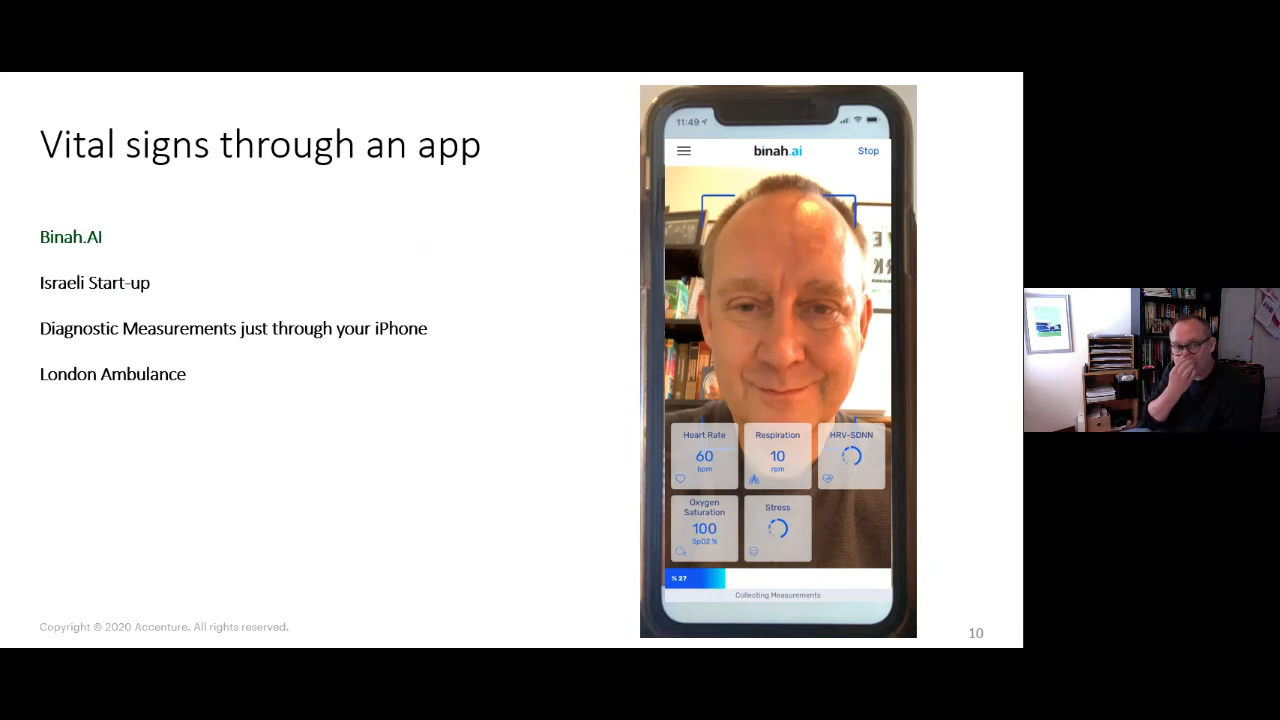 Vital signs through an app
Binah.AI
Israeli Start-up
Diagnostic Measurements just through your iPhone
London Ambulance
Copyright © 2020 Accenture. All rights reserved.
11:49
binah.ai
Stop
Heart Rate
60
bpm
Respiration
10
rpm
HRV-SDNN
Oxygen
Saturation
100
SpO2 %
Stress
% 27
Collecting Measurements
10